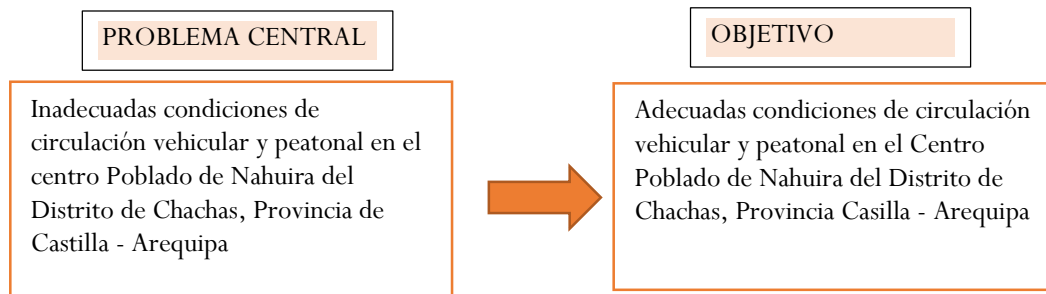 PROBLEMA CENTRAL
Inadecuadas condiciones de
circulación vehicular y peatonal en el
centro Poblado de Nahuira del
Distrito de Chachas, Provincia de
Castilla - Arequipa
OBJETIVO
Adecuadas condiciones de circulación
vehicular y peatonal en el Centro
Poblado de Nahuira del Distrito de
Chachas, Provincia Casilla - Arequipa